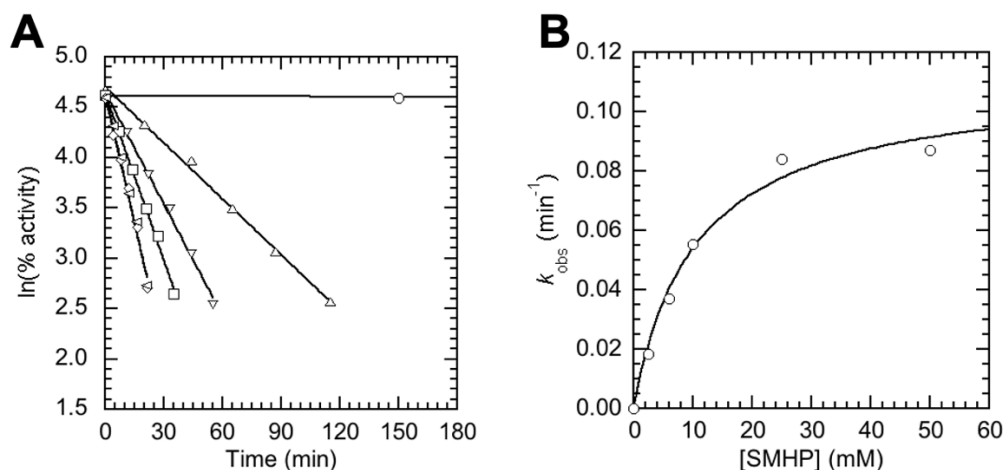 A
5.0
4.5
4.0
3.5
3.0
2.5
2.0
1.5
ln(% activity)
0 30 60 90 120 150 180
Time (min)
B
0.12
0.10
0.08
0.06
0.04
0.02
0.00
k_obs (min⁻¹)
0 10 20 30 40 50 60
[SMHP] (mM)